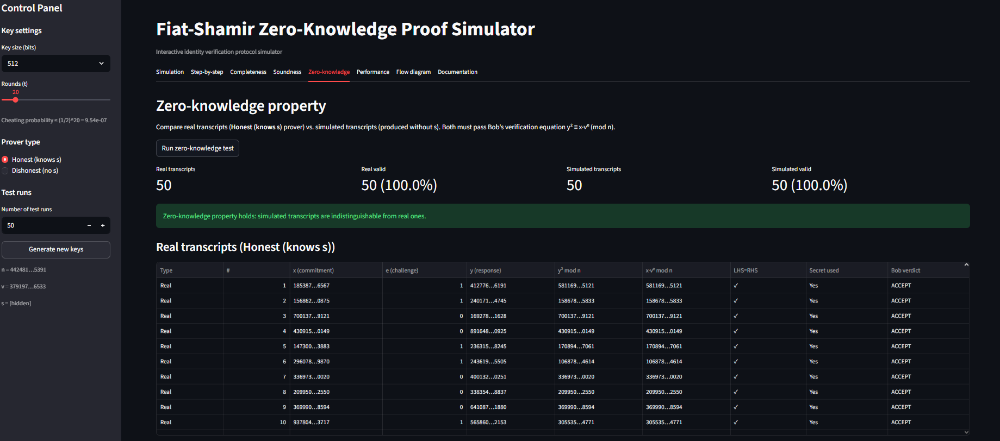 Control Panel
Key settings
Key size (bits)
512
Rounds (t)
20
Cheating probability ≤ (1/2)^20 = 9.54e-07
Prover type
Honest (knows s)
Dishonest (no s)
Test runs
Number of test runs
50 − +
Generate new keys
n = 442481...5391
v = 379197...6533
s = [hidden]
Fiat-Shamir Zero-Knowledge Proof Simulator
Interactive identity verification protocol simulator
Simulation Step-by-step Completeness Soundness Zero-knowledge Performance Flow diagram Documentation
Zero-knowledge property
Compare real transcripts (Honest (knows s) prover) vs. simulated transcripts (produced without s). Both must pass Bob's verification equation y² ≡ x·vᵉ (mod n).
Run zero-knowledge test
Real transcripts Real valid Simulated transcripts Simulated valid
50 50 (100.0%) 50 50 (100.0%)
Zero-knowledge property holds: simulated transcripts are indistinguishable from real ones.
Real transcripts (Honest (knows s))
Type # x (commitment) e (challenge) y (response) y² mod n x·vᵉ mod n LHS=RHS Secret used Bob verdict
Real 1 185387...6567 1 412776...6191 581169...5121 581169...5121 ✓ Yes ACCEPT
Real 2 156862...0875 1 240171...4745 158678...5833 158678...5833 ✓ Yes ACCEPT
Real 3 700137...9121 0 169278...1628 700137...9121 700137...9121 ✓ Yes ACCEPT
Real 4 430915...0149 0 891648...0925 430915...0149 430915...0149 ✓ Yes ACCEPT
Real 5 147300...3883 1 236315...8245 170894...7061 170894...7061 ✓ Yes ACCEPT
Real 6 296078...9870 1 243619...5505 106878...4614 106878...4614 ✓ Yes ACCEPT
Real 7 336973...0020 0 400132...0251 336973...0020 336973...0020 ✓ Yes ACCEPT
Real 8 209950...2550 0 338354...8837 209950...2550 209950...2550 ✓ Yes ACCEPT
Real 9 369990...8594 0 641087...1880 369990...8594 369990...8594 ✓ Yes ACCEPT
Real 10 937804...3717 1 565860...2153 305535...4771 305535...4771 ✓ Yes ACCEPT